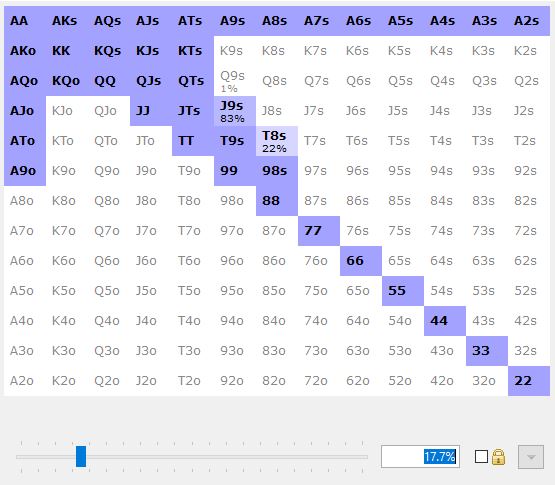 AA AKs AQs AJs ATs A9s A8s A7s A6s A5s A4s A3s A2s
AKo KK KQs KJs KTs K9s K8s K7s K6s K5s K4s K3s K2s
AQo KQo QQ QJs QTs Q9s Q8s Q7s Q6s Q5s Q4s Q3s Q2s
1%
AJo KJo QJo JJ JTs J9s J8s J7s J6s J5s J4s J3s J2s
83%
ATo KTo QTo JTo TT T9s T8s T7s T6s T5s T4s T3s T2s
22%
A9o K9o Q9o J9o T9o 99 98s 97s 96s 95s 94s 93s 92s
A8o K8o Q8o J8o T8o 98o 88 87s 86s 85s 84s 83s 82s
A7o K7o Q7o J7o T7o 97o 87o 77 76s 75s 74s 73s 72s
A6o K6o Q6o J6o T6o 96o 86o 76o 66 65s 64s 63s 62s
A5o K5o Q5o J5o T5o 95o 85o 75o 65o 55 54s 53s 52s
A4o K4o Q4o J4o T4o 94o 84o 74o 64o 54o 44 43s 42s
A3o K3o Q3o J3o T3o 93o 83o 73o 63o 53o 43o 33 32s
A2o K2o Q2o J2o T2o 92o 82o 72o 62o 52o 42o 32o 22
17.7%